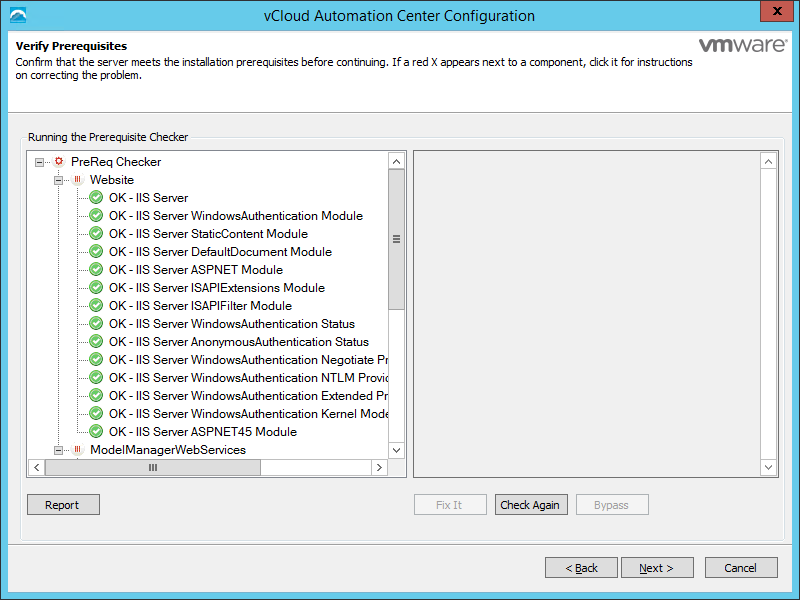 vCloud Automation Center Configuration
X
Verify Prerequisites
vmware®
Confirm that the server meets the installation prerequisites before continuing. If a red X appears next to a component, click it for instructions
on correcting the problem.
Running the Prerequisite Checker
PreReq Checker
Website
OK - IIS Server
OK - IIS Server WindowsAuthentication Module
OK - IIS Server StaticContent Module
OK - IIS Server DefaultDocument Module
OK - IIS Server ASPNET Module
OK - IIS Server ISAPIExtensions Module
OK - IIS Server ISAPIFilter Module
OK - IIS Server WindowsAuthentication Status
OK - IIS Server AnonymousAuthentication Status
OK - IIS Server WindowsAuthentication Negotiate Pr
OK - IIS Server WindowsAuthentication NTLM Provid
OK - IIS Server WindowsAuthentication Extended Pr
OK - IIS Server WindowsAuthentication Kernel Mode
OK - IIS Server ASPNET45 Module
ModelManagerWebServices
Report
Fix It
Check Again
Bypass
< Back
Next >
Cancel